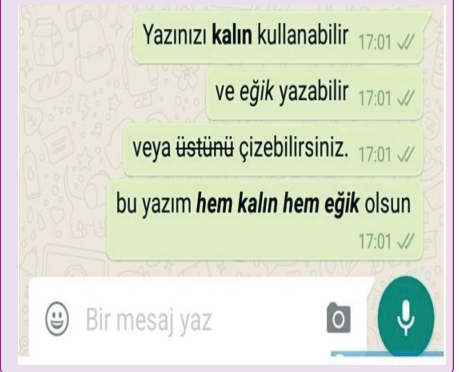 Yazınızı kalın kullanabilir 17:01
ve eğik yazabilir 17:01
veya üstünü çizebilirsiniz. 17:01
bu yazım hem kalın hem eğik olsun
17:01
Bir mesaj yaz